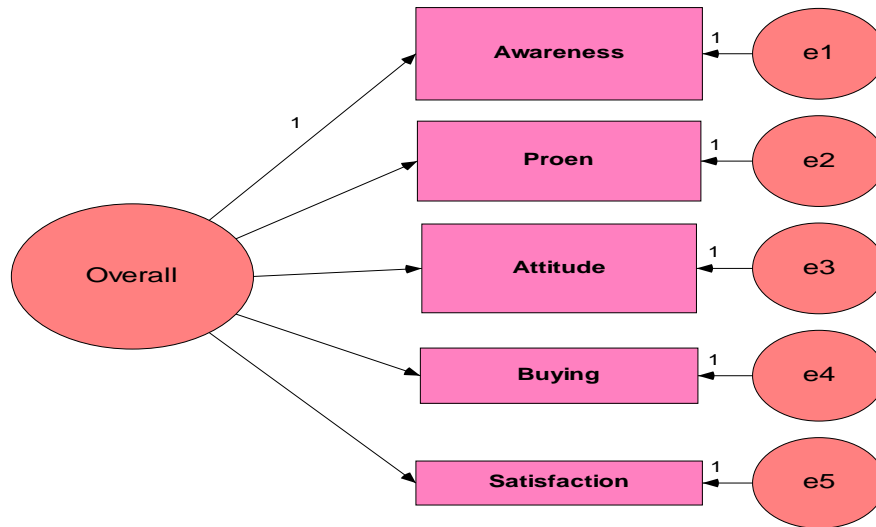 Awareness
1
e1
1
Proen
1
e2
Attitude
1
e3
Overall
Buying
1
e4
Satisfaction
1
e5